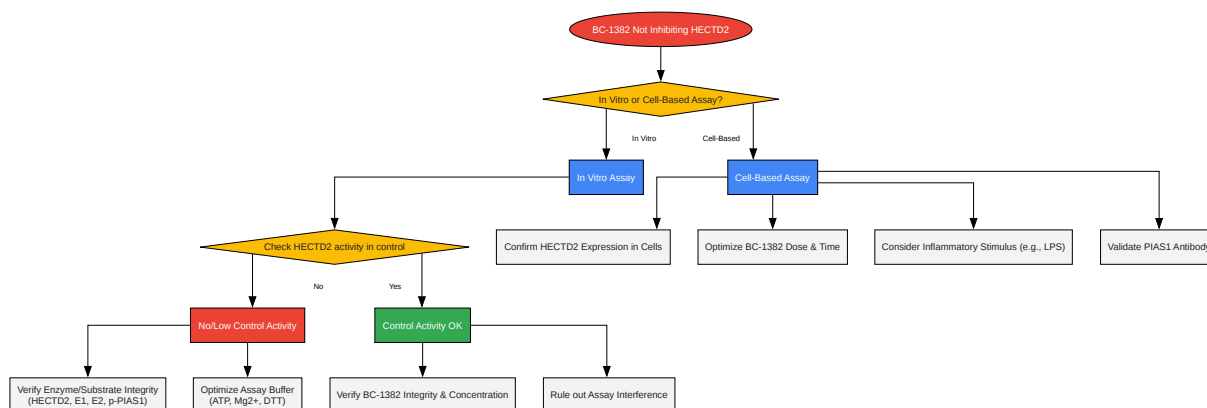 BC-1382 Not Inhibiting HECTD2
In Vitro or Cell-Based Assay?
In Vitro
Cell-Based
In Vitro Assay
Cell-Based Assay
Check HECTD2 activity in control
Confirm HECTD2 Expression in Cells
Optimize BC-1382 Dose & Time
Consider Inflammatory Stimulus (e.g., LPS)
Validate PIAS1 Antibody
No
Yes
No/Low Control Activity
Control Activity OK
Verify Enzyme/Substrate Integrity
(HECTD2, E1, E2, p-PIAS1)
Optimize Assay Buffer
(ATP, Mg2+, DTT)
Verify BC-1382 Integrity & Concentration
Rule out Assay Interference